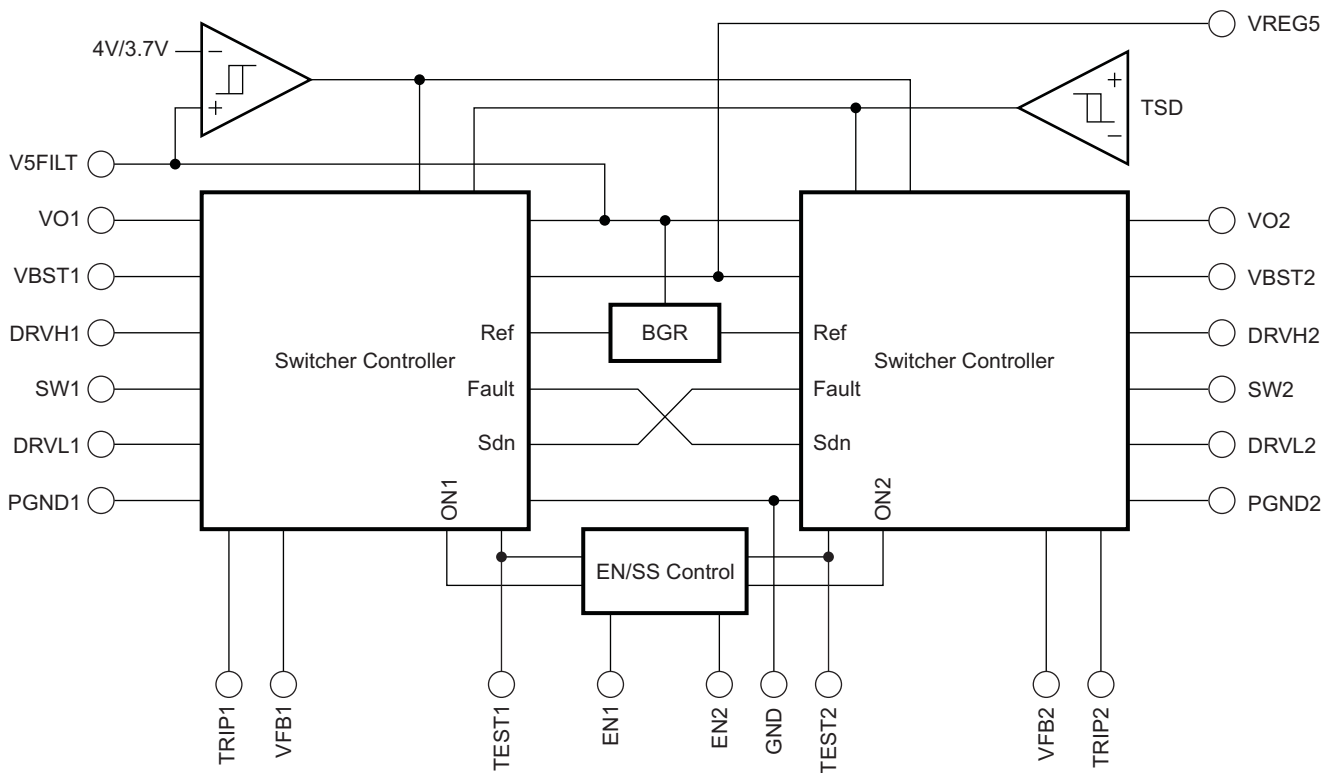 VREG5
4V/3.7V
−
+
+
−
TSD
V5FILT
VO1
VO2
VBST1
VBST2
DRVH1
Ref
BGR
Ref
DRVH2
Switcher Controller
Switcher Controller
SW1
Fault
Fault
SW2
DRVL1
Sdn
Sdn
DRVL2
PGND1
ON1
ON2
PGND2
EN/SS Control
TRIP1
VFB1
TEST1
EN1
EN2
GND
TEST2
VFB2
TRIP2